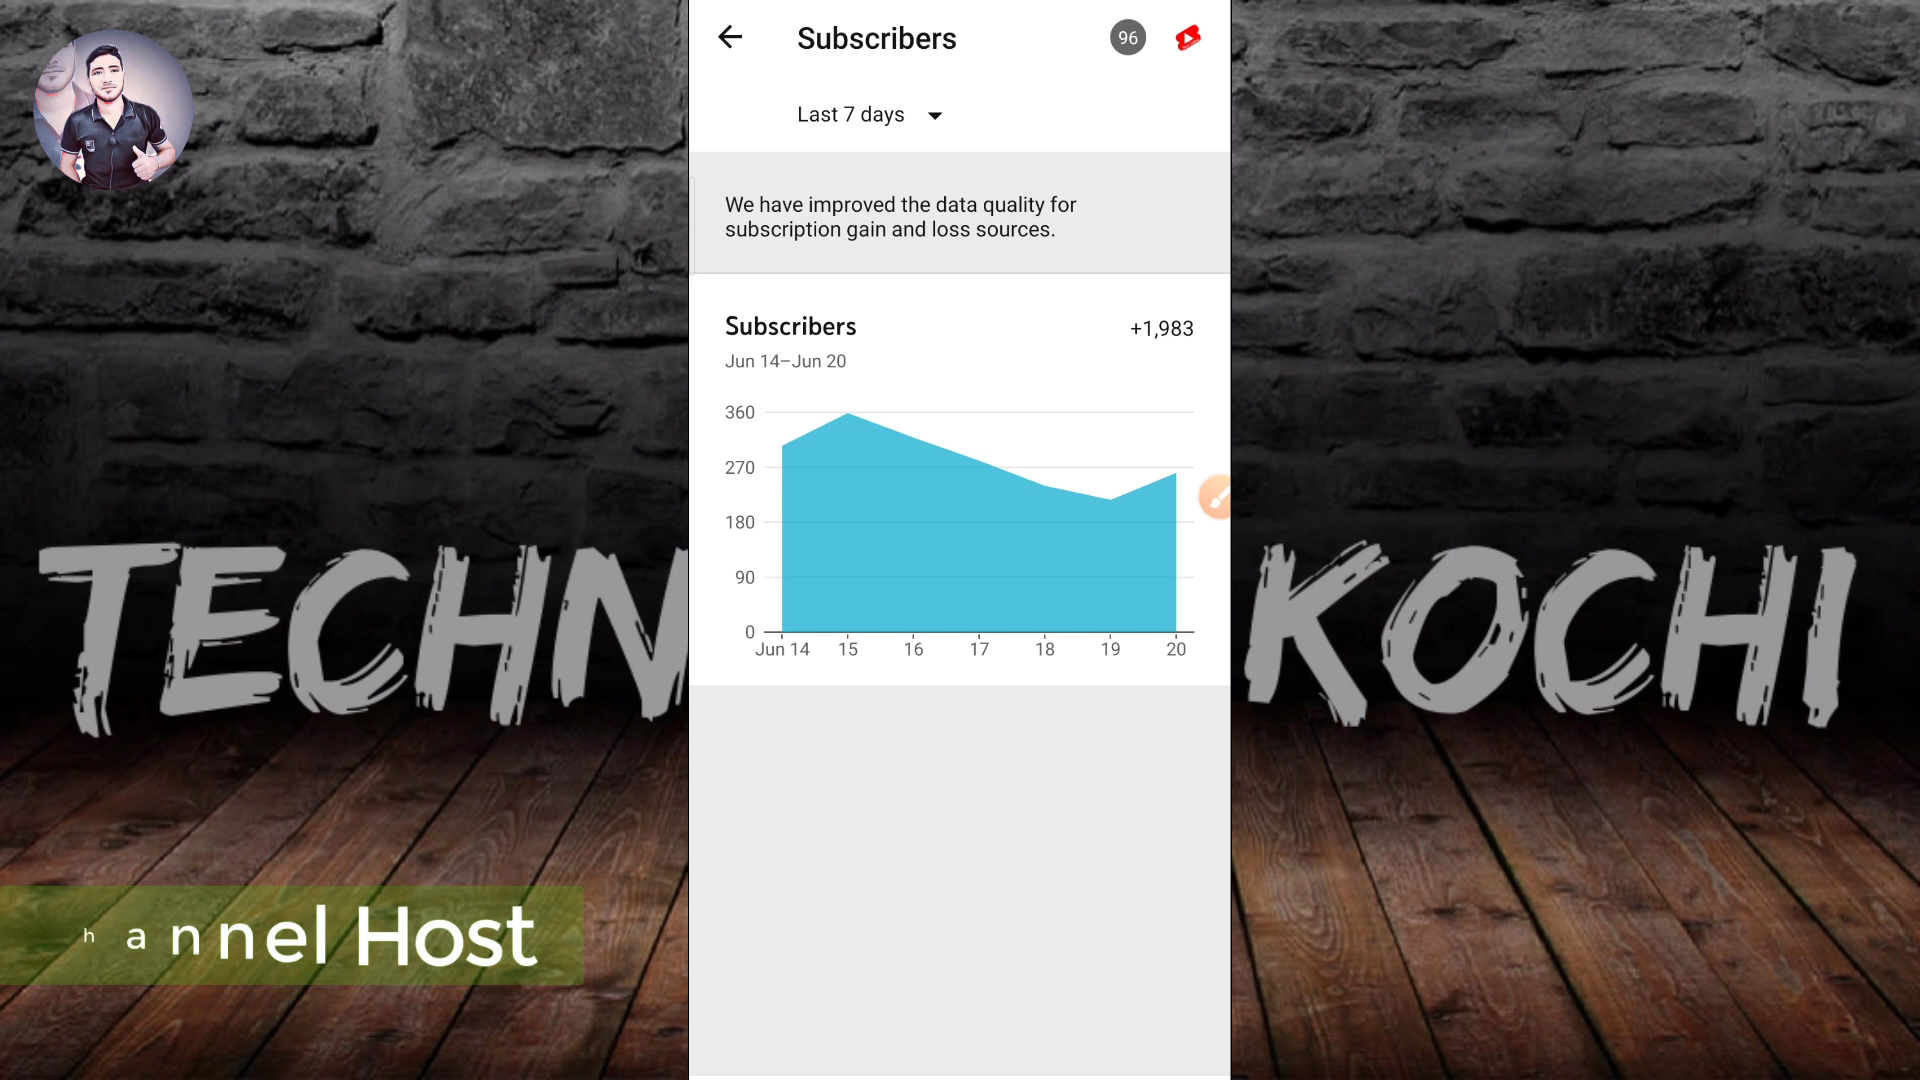 Subscribers
96
Last 7 days
We have improved the data quality for
subscription gain and loss sources.
Subscribers
+1,983
Jun 14–Jun 20
360
270
180
90
0
Jun 14 15 16 17 18 19 20
TECHN KOCHI
hannel Host